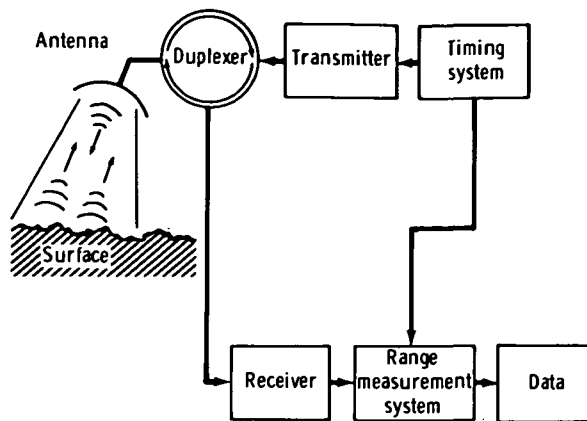 Antenna
Duplexer
Transmitter
Timing
system
Surface
Receiver
Range
measurement
system
Data